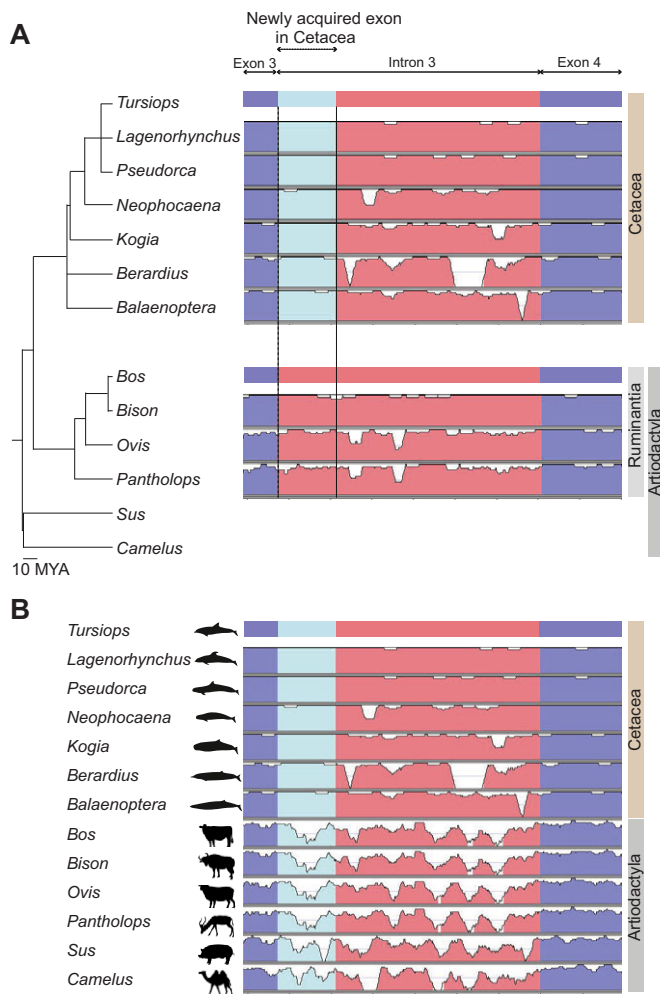 A
Newly acquired exon
in Cetacea
Exon 3
Intron 3
Exon 4
Tursiops
Lagenorhynchus
Pseudorca
Neophocaena
Kogia
Berardius
Balaenoptera
Cetacea
Bos
Bison
Ovis
Pantholops
Sus
Camelus
Ruminantia
Artiodactyla
10 MYA
B
Tursiops
Lagenorhynchus
Pseudorca
Neophocaena
Kogia
Berardius
Balaenoptera
Bos
Bison
Ovis
Pantholops
Sus
Camelus
Cetacea
Artiodactyla